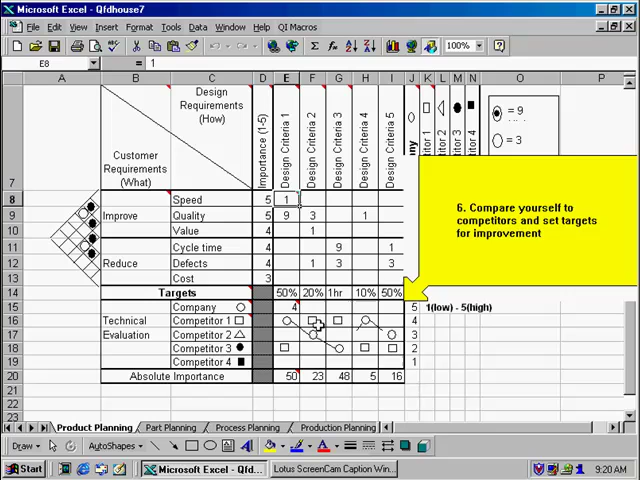 Microsoft Excel - Qfdhouse7
File Edit View Insert Format Tools Data Window Help QI Macros
100%
E8 = 1
A B C D E F G H I J K L M N O P
Design
Requirements
(How)
Customer
Requirements
(What)
Importance (1-5)
Design Criteria 1
Design Criteria 2
Design Criteria 3
Design Criteria 4
Design Criteria 5
= 9
= 3
7
6. Compare yourself to
competitors and set targets
for improvement
8 Speed 5 1
9 Improve Quality 5 9 3 1
10 Value 4 1
11 Cycle time 4 9 1
12 Reduce Defects 4 1 3 3
13 Cost 3
14 Targets 50% 20% 1hr 10% 50%
15 Company 4 5 1(low) - 5(high)
16 Technical Competitor 1 4
17 Evaluation Competitor 2 3
18 Competitor 3 2
19 Competitor 4 1
20 Absolute Importance 50 23 48 5 16
21
22
23
Product Planning Part Planning Process Planning Production Planning
Draw AutoShapes
Start Microsoft Excel - Qfdhou... Lotus ScreenCam Caption Win... 9:20 AM